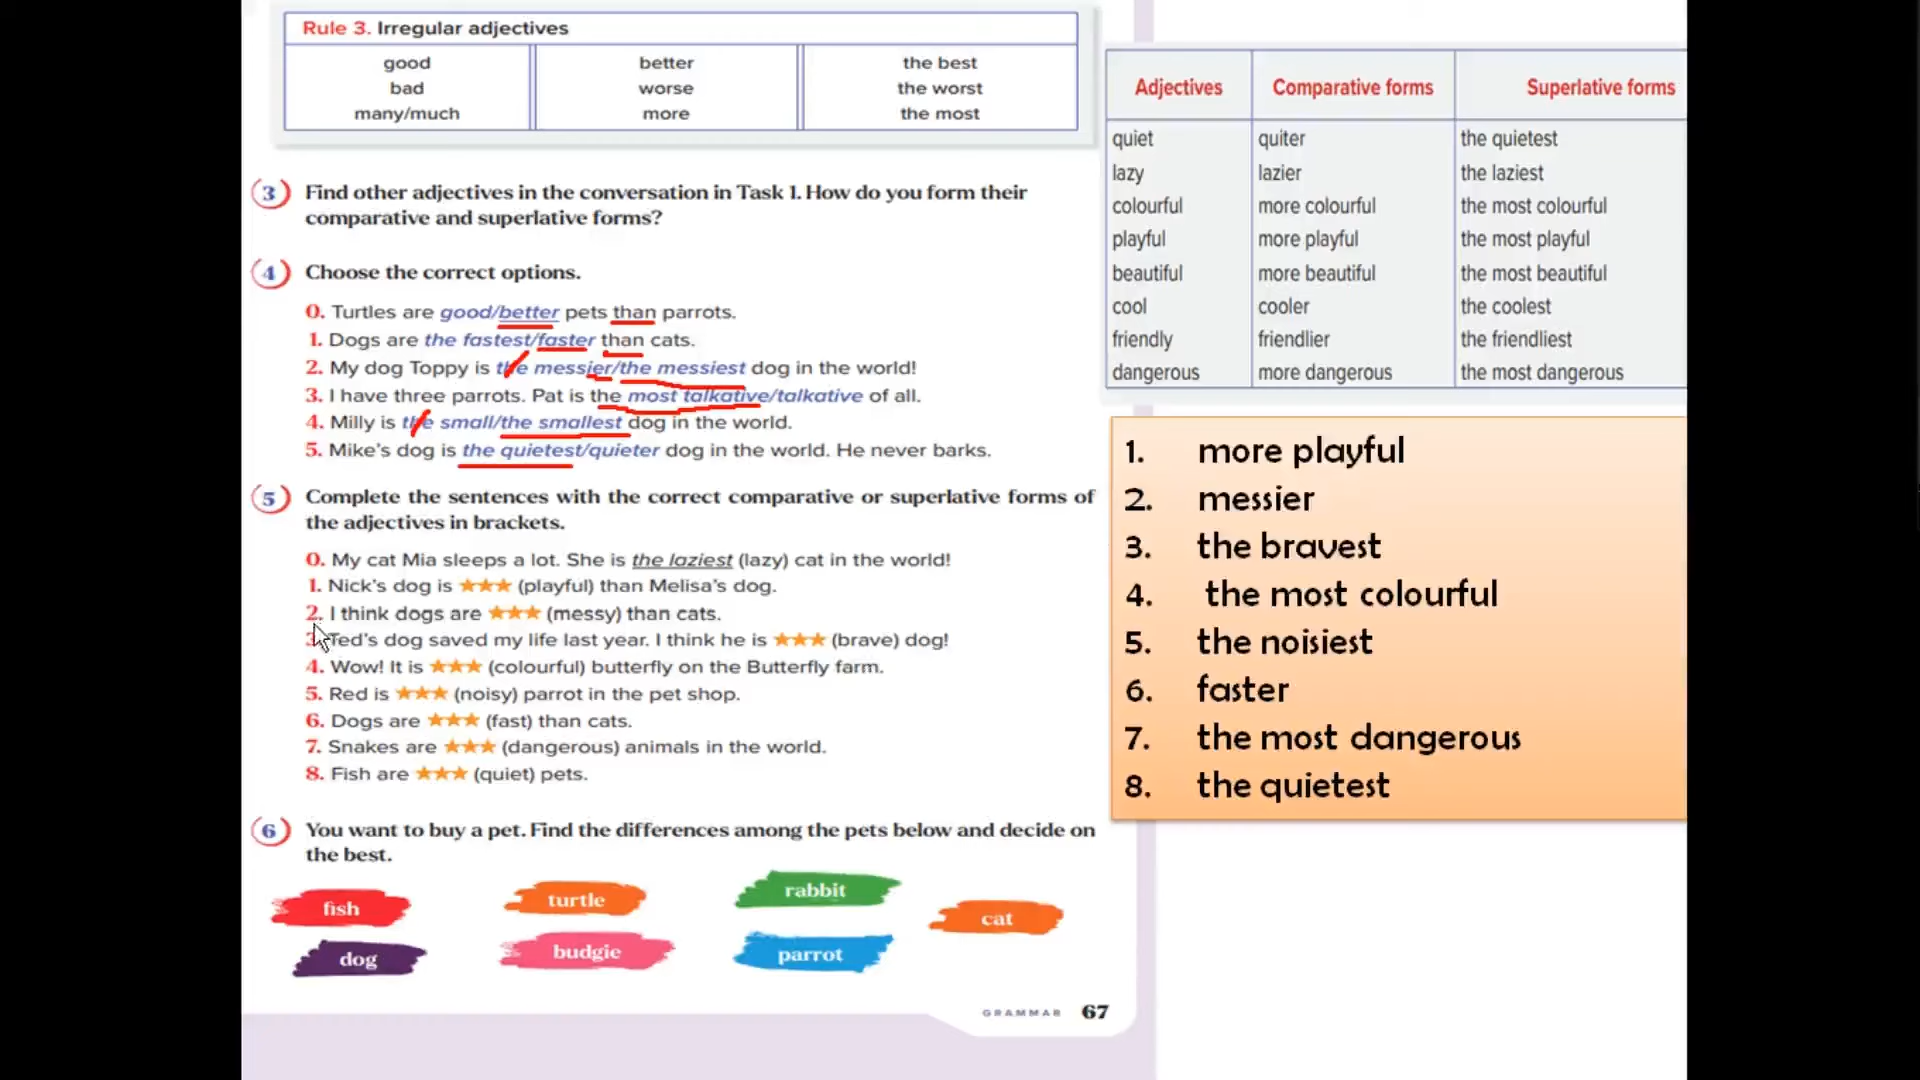 Rule 3. Irregular adjectives
good better the best
bad worse the worst
many/much more the most
3 Find other adjectives in the conversation in Task 1. How do you form their
comparative and superlative forms?
4 Choose the correct options.
0. Turtles are good/better pets than parrots.
1. Dogs are the fastest/faster than cats.
2. My dog Toppy is the messier/the messiest dog in the world!
3. I have three parrots. Pat is the most talkative/talkative of all.
4. Milly is the small/the smallest dog in the world.
5. Mike's dog is the quietest/quieter dog in the world. He never barks.
5 Complete the sentences with the correct comparative or superlative forms of
the adjectives in brackets.
0. My cat Mia sleeps a lot. She is the laziest (lazy) cat in the world!
1. Nick's dog is ★★★ (playful) than Melisa's dog.
2. I think dogs are ★★★ (messy) than cats.
3. Ted's dog saved my life last year. I think he is ★★★ (brave) dog!
4. Wow! It is ★★★ (colourful) butterfly on the Butterfly farm.
5. Red is ★★★ (noisy) parrot in the pet shop.
6. Dogs are ★★★ (fast) than cats.
7. Snakes are ★★★ (dangerous) animals in the world.
8. Fish are ★★★ (quiet) pets.
6 You want to buy a pet. Find the differences among the pets below and decide on
the best.
fish turtle rabbit cat
dog budgie parrot
GRAMMAR 67
Adjectives Comparative forms Superlative forms
quiet quiter the quietest
lazy lazier the laziest
colourful more colourful the most colourful
playful more playful the most playful
beautiful more beautiful the most beautiful
cool cooler the coolest
friendly friendlier the friendliest
dangerous more dangerous the most dangerous
1. more playful
2. messier
3. the bravest
4. the most colourful
5. the noisiest
6. faster
7. the most dangerous
8. the quietest